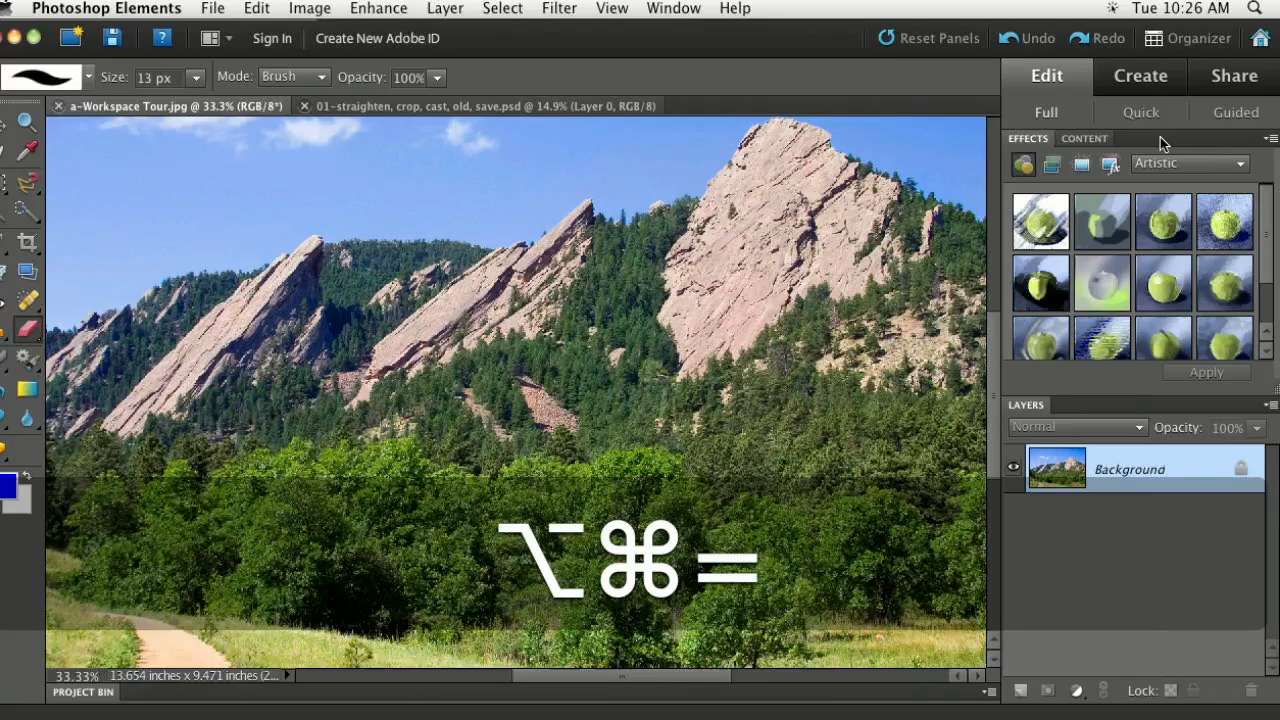 Photoshop Elements File Edit Image Enhance Layer Select Filter View Window Help Tue 10:26 AM
Sign In Create New Adobe ID Reset Panels Undo Redo Organizer
Size: 13 px Mode: Brush Opacity: 100%
Edit Create Share
a-Workspace Tour.jpg @ 33.3% (RGB/8*) 01-straighten, crop, cast, old, save.psd @ 14.9% (Layer 0, RGB/8)
Full Quick Guided
EFFECTS CONTENT
Artistic
Apply
LAYERS
Normal Opacity: 100%
Background
⌥⌘=
33.33% 13.654 inches x 9.471 inches (2...
PROJECT BIN
Lock: